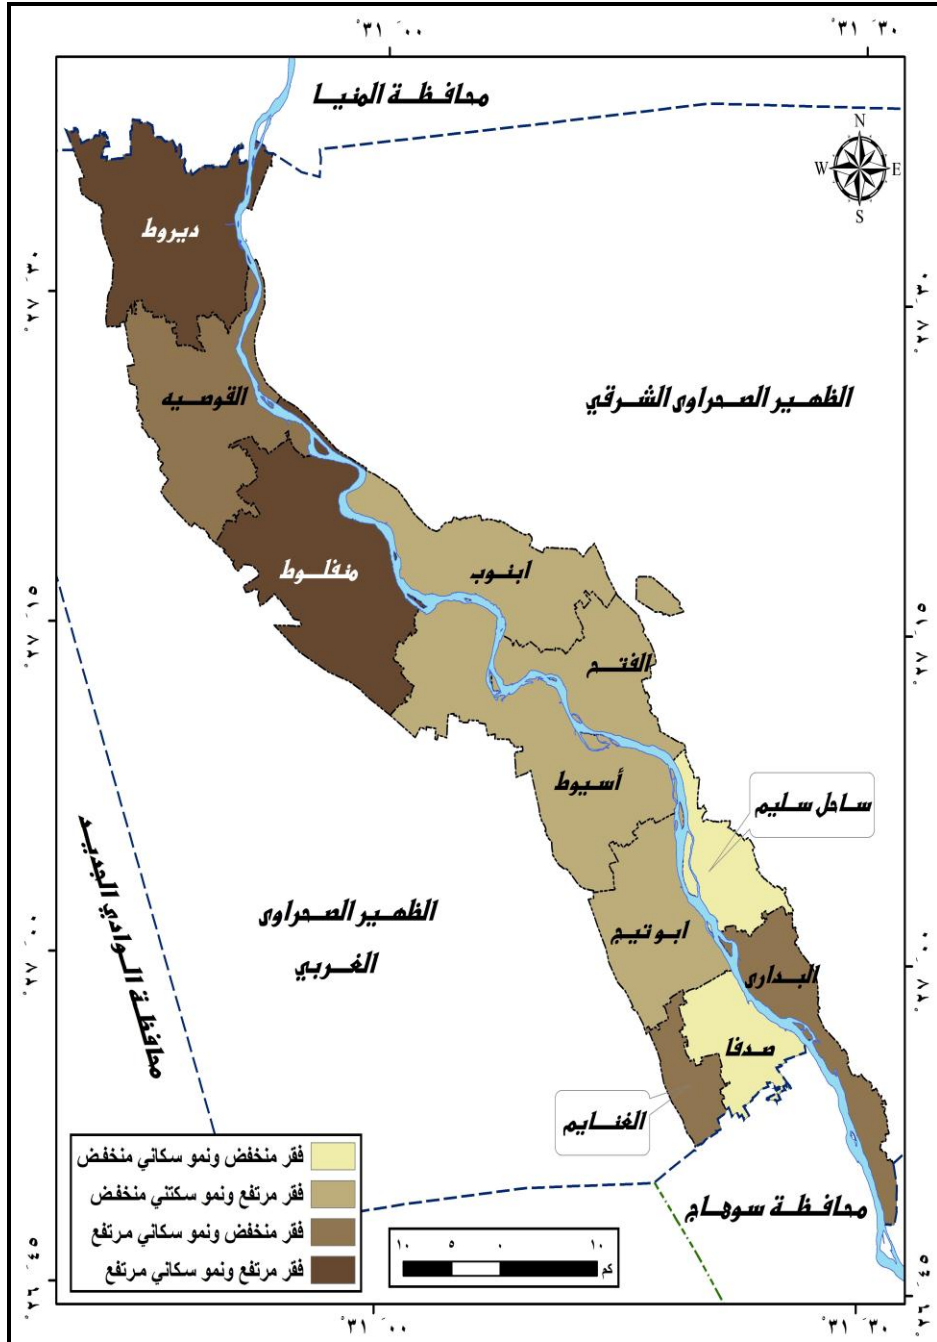 °٣١ ´٠٠
°٣١ ´٣٠
محافظة المنيا
N
W E
S
ديروط
°٢٧ ´٣٠
°٢٧ ´٣٠
القوصيه
الظهير الصحراوى الشرقي
ابنوب
منفلوط
°٢٧ ´١٥
°٢٧ ´١٥
الفتح
أسيوط
ساحل سليم
محافظة الوادي الجديد
الظهير الصحراوى
الغربي
ابوتيج
°٢٧ ´٠٠
°٢٧ ´٠٠
البدارى
صدفا
الغنايم
محافظة سوهاج
فقر منخفض ونمو سكاني منخفض
فقر مرتفع ونمو سكتني منخفض
فقر منخفض ونمو سكاني مرتفع
فقر مرتفع ونمو سكاني مرتفع
١٠ ٥ ٠ ١٠
كم
°٢٦ ´٤٥
°٢٦ ´٤٥
°٣١ ´٠٠
°٣١ ´٣٠